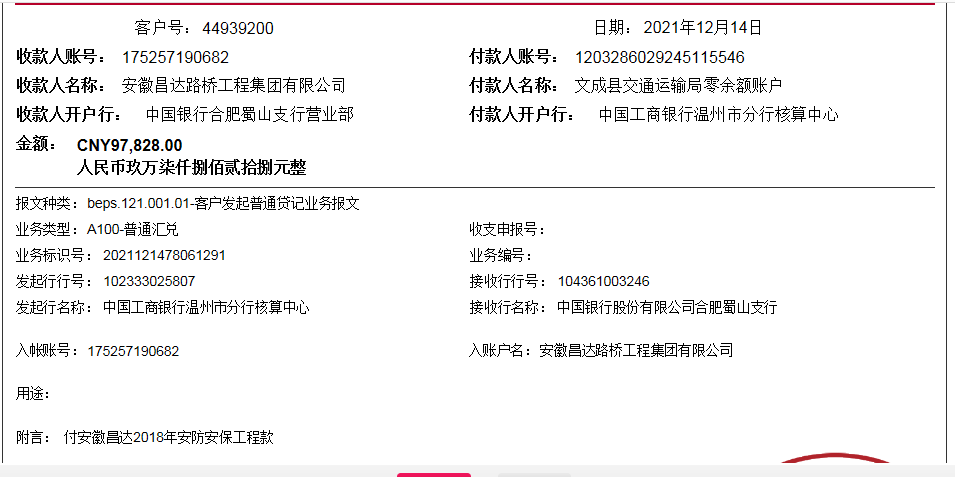 客户号：44939200 日期：2021年12月14日
收款人账号：175257190682 付款人账号：1203286029245115546
收款人名称：安徽昌达路桥工程集团有限公司 付款人名称：文成县交通运输局零余额账户
收款人开户行：中国银行合肥蜀山支行营业部 付款人开户行：中国工商银行温州市分行核算中心
金额：CNY97,828.00
人民币玖万柒仟捌佰贰拾捌元整
报文种类：beps.121.001.01-客户发起普通贷记业务报文
业务类型：A100-普通汇兑 收支申报号：
业务标识号：2021121478061291 业务编号：
发起行行号：102333025807 接收行行号：104361003246
发起行名称：中国工商银行温州市分行核算中心 接收行名称：中国银行股份有限公司合肥蜀山支行
入帐账号：175257190682 入账户名：安徽昌达路桥工程集团有限公司
用途：
附言：付安徽昌达2018年安防安保工程款